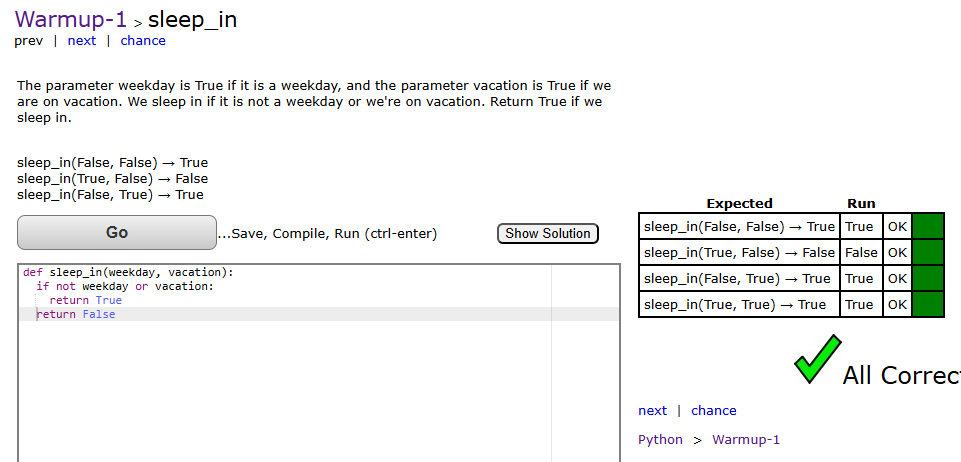 Warmup-1 > sleep_in
prev | next | chance
The parameter weekday is True if it is a weekday, and the parameter vacation is True if we
are on vacation. We sleep in if it is not a weekday or we're on vacation. Return True if we
sleep in.
sleep_in(False, False) → True
sleep_in(True, False) → False
sleep_in(False, True) → True
Go ...Save, Compile, Run (ctrl-enter) Show Solution
def sleep_in(weekday, vacation):
  if not weekday or vacation:
    return True
  return False
Expected Run
sleep_in(False, False) → True True OK
sleep_in(True, False) → False False OK
sleep_in(False, True) → True True OK
sleep_in(True, True) → True True OK
All Correc
next | chance
Python > Warmup-1